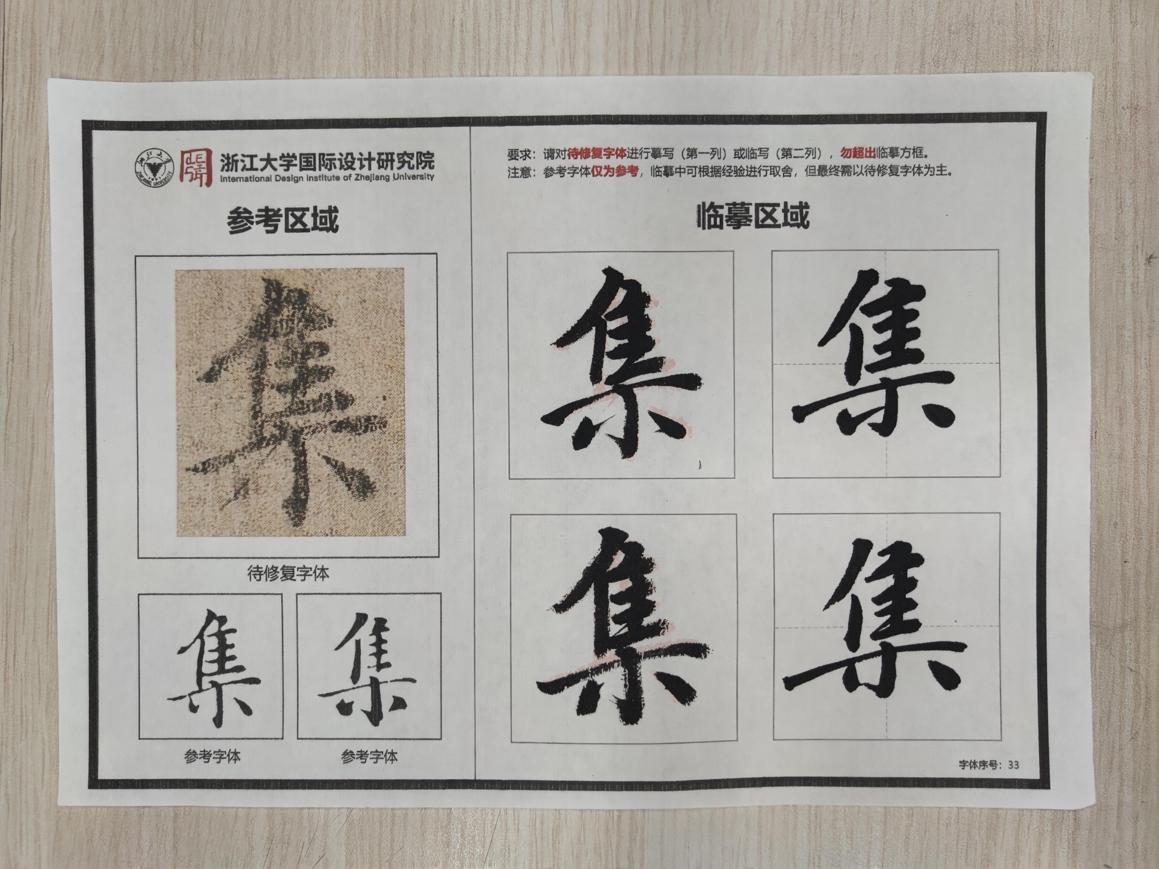 浙江大学国际设计研究院
International Design Institute of Zhejiang University
参考区域
集
待修复字体
集 集
参考字体 参考字体
要求：请对待修复字体进行摹写（第一列）或临写（第二列），勿超出临摹方框。
注意：参考字体仅为参考，临摹中可根据经验进行取舍，但最终需以待修复字体为主。
临摹区域
集 集
集 集
字体序号：33